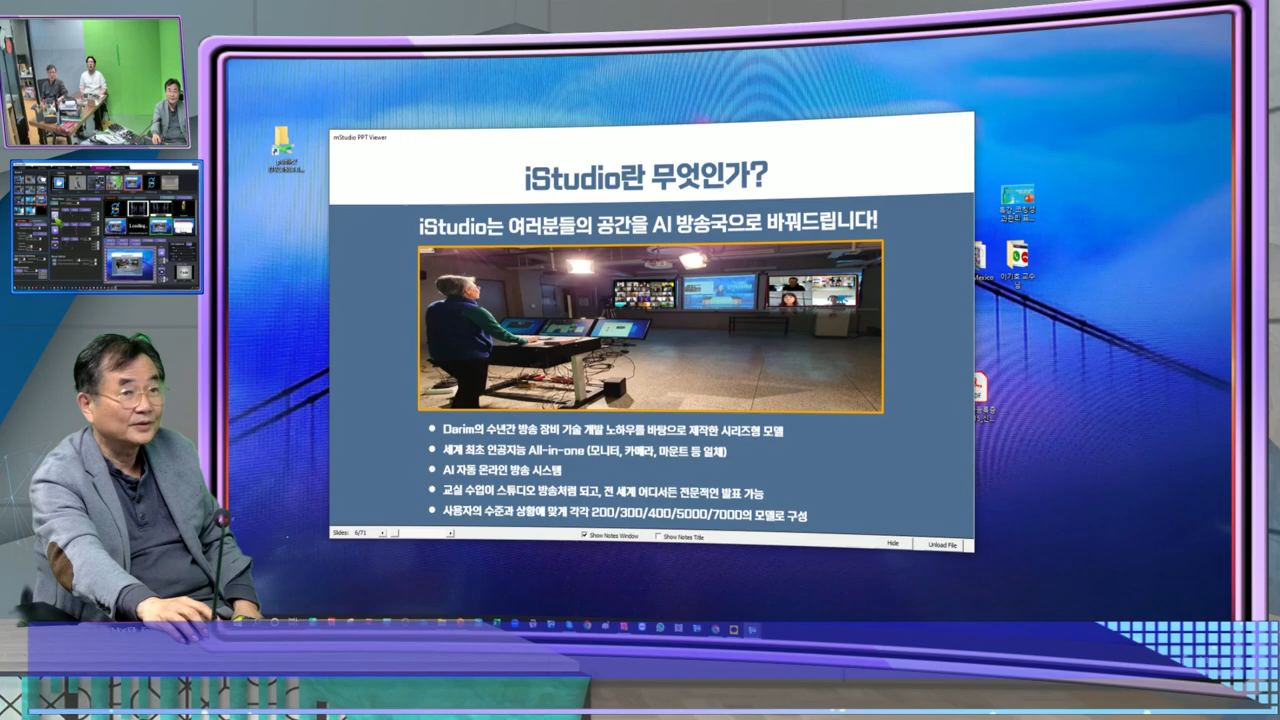 mStudio PPT Viewer
iStudio란 무엇인가?
iStudio는 여러분들의 공간을 AI 방송국으로 바꿔드립니다!
Loading...
● Darim의 수년간 방송 장비 기술 개발 노하우를 바탕으로 제작한 시리즈형 모델
● 세계 최초 인공지능 All-in-one (모니터, 카메라, 마운트 등 일체)
● AI 자동 온라인 방송 시스템
● 교실 수업이 스튜디오 방송처럼 되고, 전 세계 어디서든 전문적인 발표 가능
● 사용자의 수준과 상황에 맞게 각각 200/300/400/5000/7000의 모델로 구성
Slides: 6/71
Show Notes Window
Show Notes Title
Hide
Unload File
Mexico
이기호 교수
님